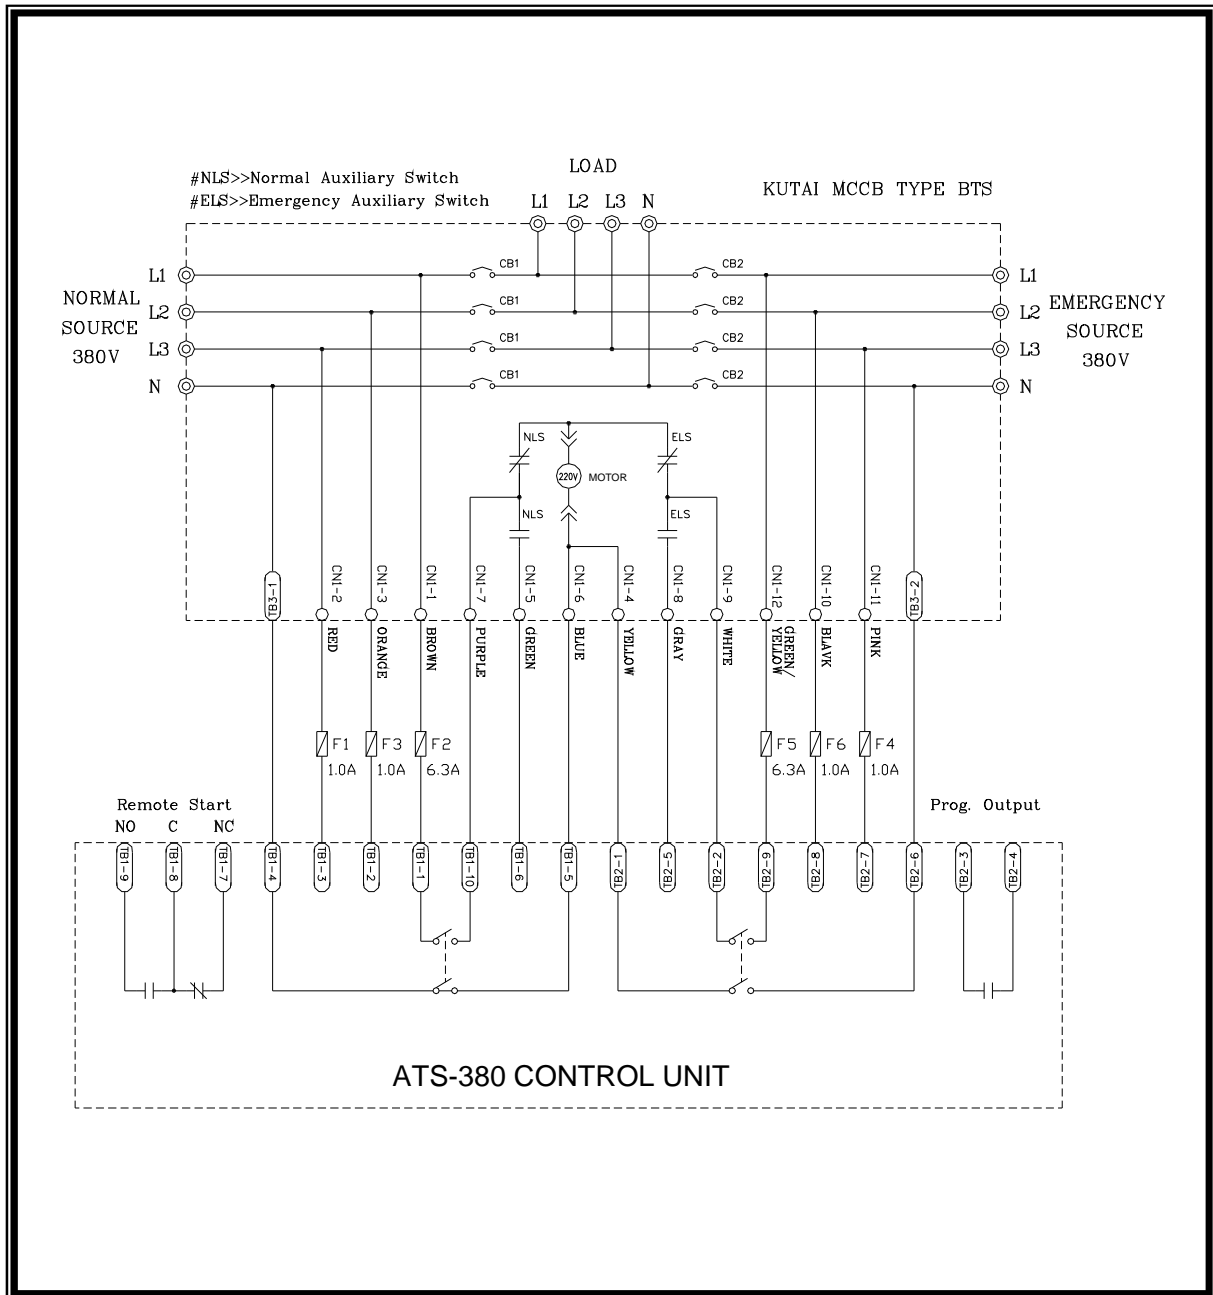 LOAD
#NLS>>Normal Auxiliary Switch
#ELS>>Emergency Auxiliary Switch
KUTAI MCCB TYPE BTS
L1 L2 L3 N
L1 CB1 CB2 L1
L2 CB1 CB2 L2
L3 CB1 CB2 L3
N CB1 CB2 N
NORMAL
SOURCE
380V
EMERGENCY
SOURCE
380V
NLS ELS
220V MOTOR
NLS ELS
TB3-1 CN1-2 CN1-3 CN1-1 CN1-7 CN1-5 CN1-6 CN1-4 CN1-8 CN1-9 CN1-12 CN1-10 CN1-11 TB3-2
RED ORANGE BROWN PURPLE GREEN BLUE YELLOW GRAY WHITE GREEN/ YELLOW BLAVK PINK
F1 F3 F2 F5 F6 F4
1.0A 1.0A 6.3A 6.3A 1.0A 1.0A
Remote Start
NO C NC
Prog. Output
TB1-9 TB1-8 TB1-7 TB1-4 TB1-3 TB1-2 TB1-1 TB1-10 TB1-6 TB1-5 TB2-1 TB2-5 TB2-2 TB2-9 TB2-8 TB2-7 TB2-6 TB2-3 TB2-4
ATS-380 CONTROL UNIT